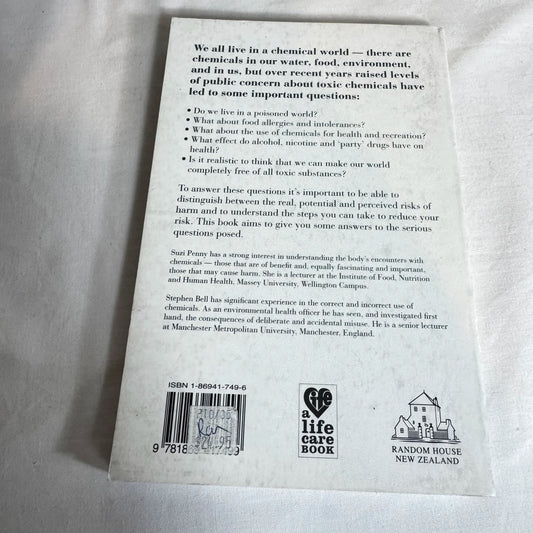 We all live in a chemical world — there are
chemicals in our water, food, environment,
and in us, but over recent years raised levels
of public concern about toxic chemicals have
led to some important questions:
• Do we live in a poisoned world?
• What about food allergies and intolerances?
• What about the use of chemicals for health and recreation?
• What effect do alcohol, nicotine and ‘party’ drugs have on
health?
• Is it realistic to think that we can make our world
completely free of all toxic substances?
To answer these questions it’s important to be able to
distinguish between the real, potential and perceived risks of
harm and to understand the steps you can take to reduce your
risk. This book aims to give you some answers to the serious
questions posed.
Suzi Penny has a strong interest in understanding the body’s encounters with
chemicals — those that are of benefit and, equally fascinating and important,
those that may cause harm. She is a lecturer at the Institute of Food, Nutrition
and Human Health, Massey University, Wellington Campus.
Stephen Bell has significant experience in the correct and incorrect use of
chemicals. As an environmental health officer he has seen, and investigated first
hand, the consequences of deliberate and accidental misuse. He is a senior lecturer
at Manchester Metropolitan University, Manchester, England.
ISBN 1-86941-749-6
9 781869
life
a
life
care
BOOK
RANDOM HOUSE
NEW ZEALAND